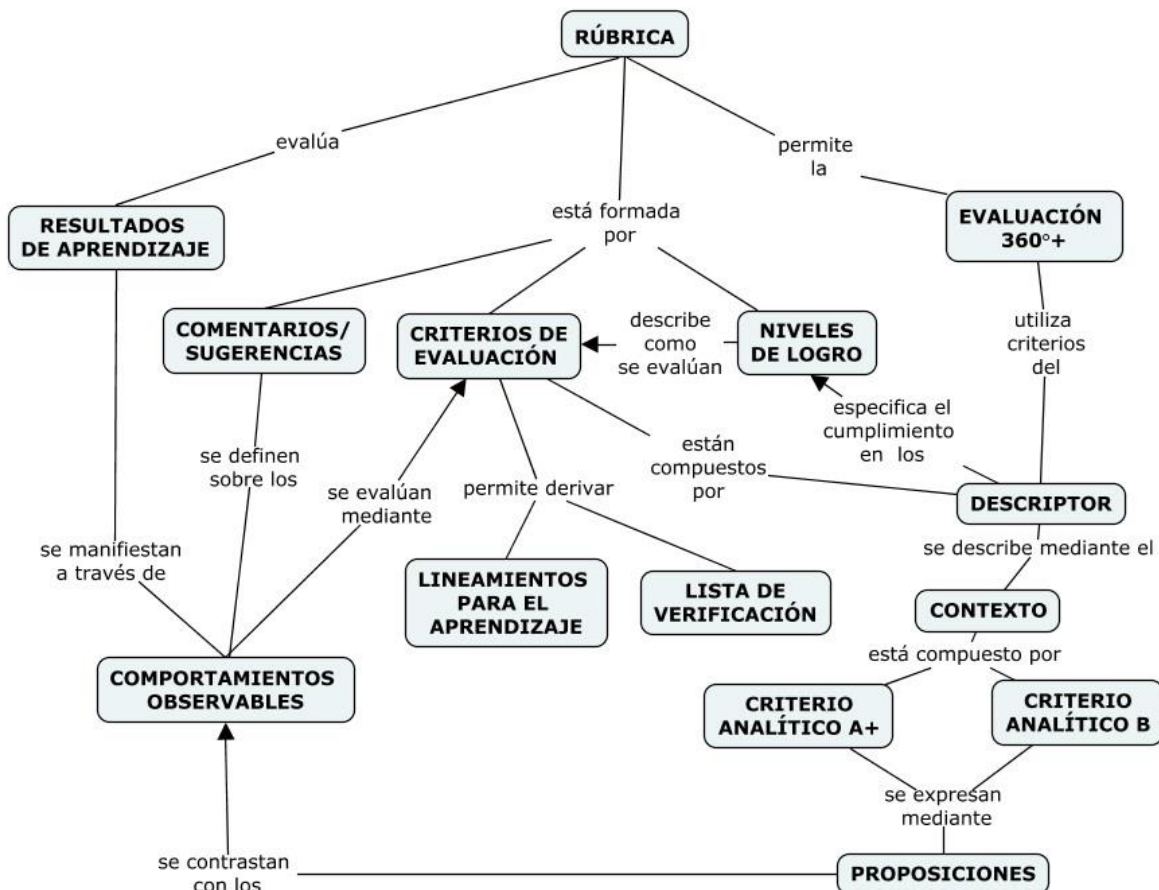 RÚBRICA
evalúa
permite
la
RESULTADOS
DE APRENDIZAJE
está formada
por
EVALUACIÓN
360°+
COMENTARIOS/
SUGERENCIAS
CRITERIOS DE
EVALUACIÓN
describe
como
se evalúan
NIVELES
DE LOGRO
utiliza
criterios
del
se definen
sobre los
se evalúan
mediante
permite derivar
están
compuestos
por
especifica el
cumplimiento
en los
DESCRIPTOR
se manifiestan
a través de
LINEAMIENTOS
PARA EL
APRENDIZAJE
LISTA DE
VERIFICACIÓN
se describe mediante el
CONTEXTO
está compuesto por
COMPORTAMIENTOS
OBSERVABLES
CRITERIO
ANALÍTICO A+
CRITERIO
ANALÍTICO B
se expresan
mediante
se contrastan
con los
PROPOSICIONES